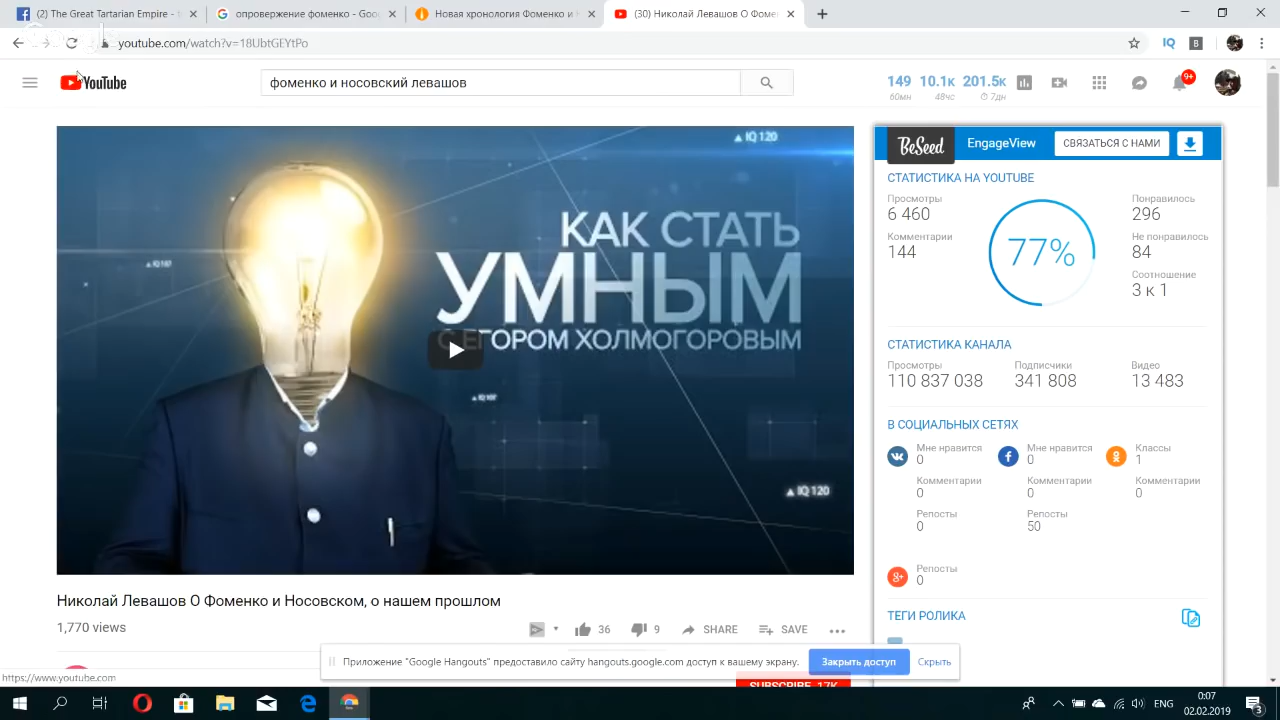 (2) The Great Tartarian Empire -
опровержение фоменко - Google
Новая хронология Фоменко и
(30) Николай Левашов О Фоме
youtube.com/watch?v=18UbtGEYtPo
IQ
B
YouTube
фоменко и носовский левашов
149 10.1к 201.5к
60мн 48чс 7дн
9+
IQ 120
КАК СТАТЬ
УМНЫМ
С ЕГОРОМ ХОЛМОГОРОВЫМ
IQ 120
BeSeed
EngageView
СВЯЗАТЬСЯ С НАМИ
СТАТИСТИКА НА YOUTUBE
Просмотры
6 460
Комментарии
144
77%
Понравилось
296
Не понравилось
84
Соотношение
3 к 1
СТАТИСТИКА КАНАЛА
Просмотры Подписчики Видео
110 837 038 341 808 13 483
В СОЦИАЛЬНЫХ СЕТЯХ
Мне нравится Мне нравится Классы
0 0 1
Комментарии Комментарии Комментарии
0 0 0
Репосты Репосты
0 50
Репосты
0
ТЕГИ РОЛИКА
Николай Левашов О Фоменко и Носовском, о нашем прошлом
1,770 views
36 9 SHARE SAVE
Приложение "Google Hangouts" предоставило сайту hangouts.google.com доступ к вашему экрану. Закрыть доступ Скрыть
https://www.youtube.com
SUBSCRIBE 17K
ENG
0:07
02.02.2019
3